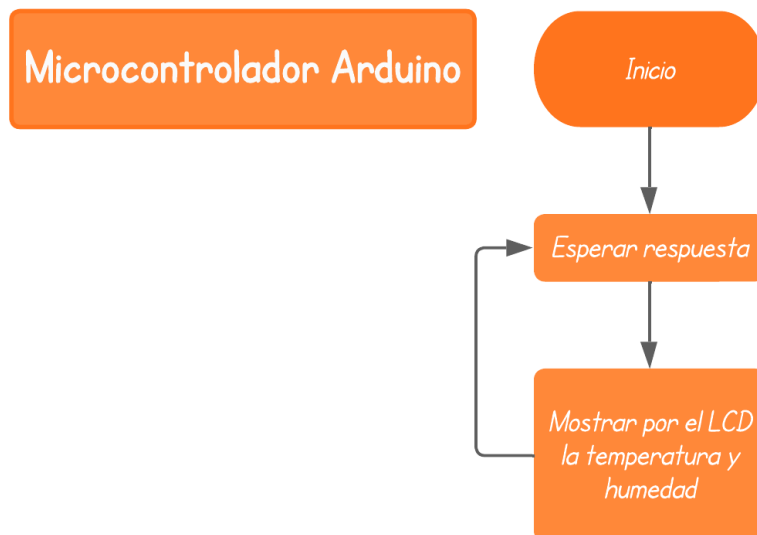 Microcontrolador Arduino
Inicio
Esperar respuesta
Mostrar por el LCD
la temperatura y
humedad